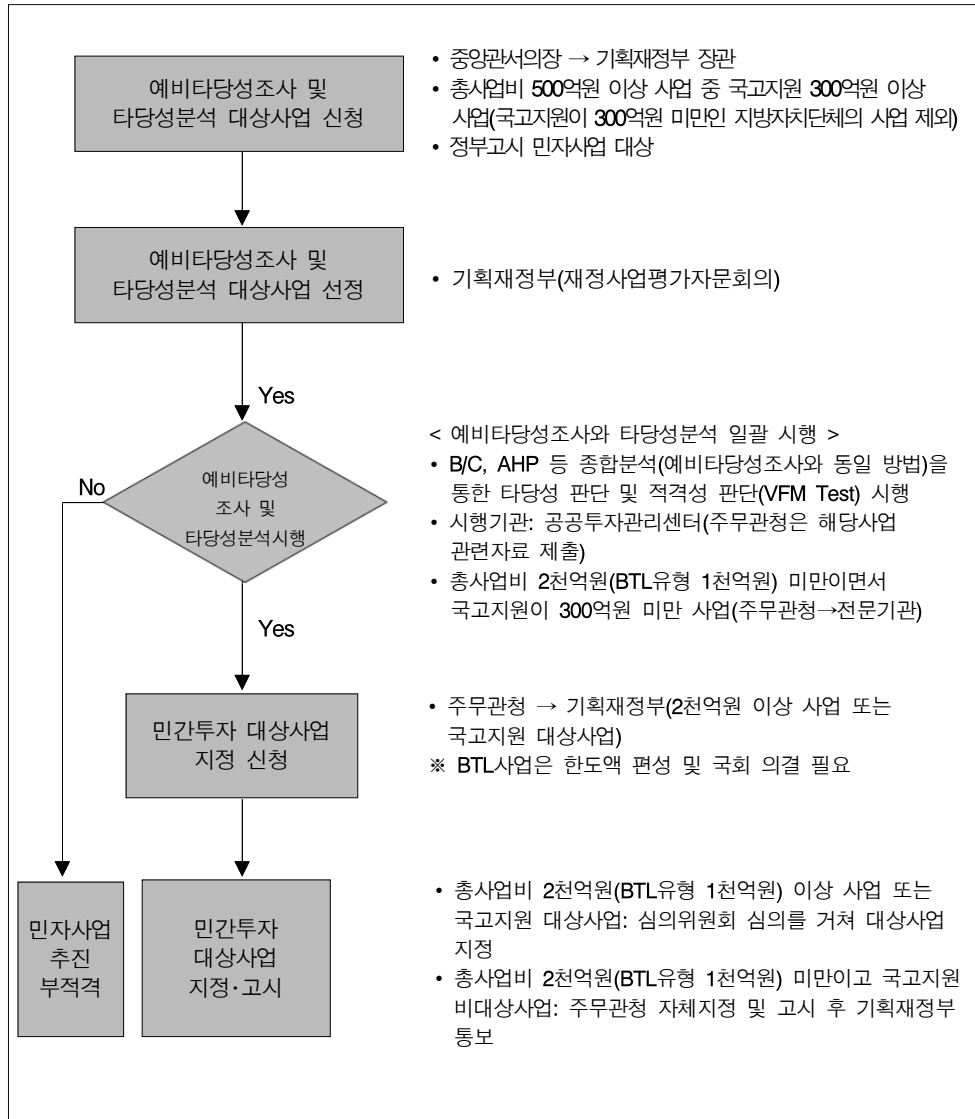 예비타당성조사 및
타당성분석 대상사업 신청
• 중앙관서의장 → 기획재정부 장관
• 총사업비 500억원 이상 사업 중 국고지원 300억원 이상
사업(국고지원이 300억원 미만인 지방자치단체의 사업 제외)
• 정부고시 민자사업 대상
예비타당성조사 및
타당성분석 대상사업 선정
• 기획재정부(재정사업평가자문회의)
Yes
예비타당성
조사 및
타당성분석시행
No
< 예비타당성조사와 타당성분석 일괄 시행 >
• B/C, AHP 등 종합분석(예비타당성조사와 동일 방법)을
통한 타당성 판단 및 적격성 판단(VFM Test) 시행
• 시행기관: 공공투자관리센터(주무관청은 해당사업
관련자료 제출)
• 총사업비 2천억원(BTL유형 1천억원) 미만이면서
국고지원이 300억원 미만 사업(주무관청→전문기관)
Yes
민간투자 대상사업
지정 신청
• 주무관청 → 기획재정부(2천억원 이상 사업 또는
국고지원 대상사업)
※ BTL사업은 한도액 편성 및 국회 의결 필요
민자사업
추진
부적격
민간투자
대상사업
지정·고시
• 총사업비 2천억원(BTL유형 1천억원) 이상 사업 또는
국고지원 대상사업: 심의위원회 심의를 거쳐 대상사업
지정
• 총사업비 2천억원(BTL유형 1천억원) 미만이고 국고지원
비대상사업: 주무관청 자체지정 및 고시 후 기획재정부
통보